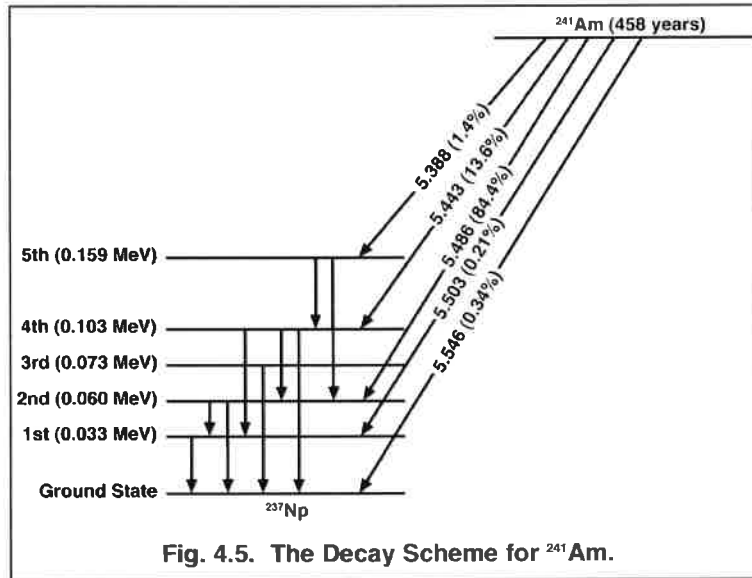 ²⁴¹Am (458 years)
5.388 (1.4%)
5.443 (13.6%)
5.486 (84.4%)
5.503 (0.21%)
5.546 (0.34%)
5th (0.159 MeV)
4th (0.103 MeV)
3rd (0.073 MeV)
2nd (0.060 MeV)
1st (0.033 MeV)
Ground State
²³⁷Np
Fig. 4.5. The Decay Scheme for ²⁴¹Am.